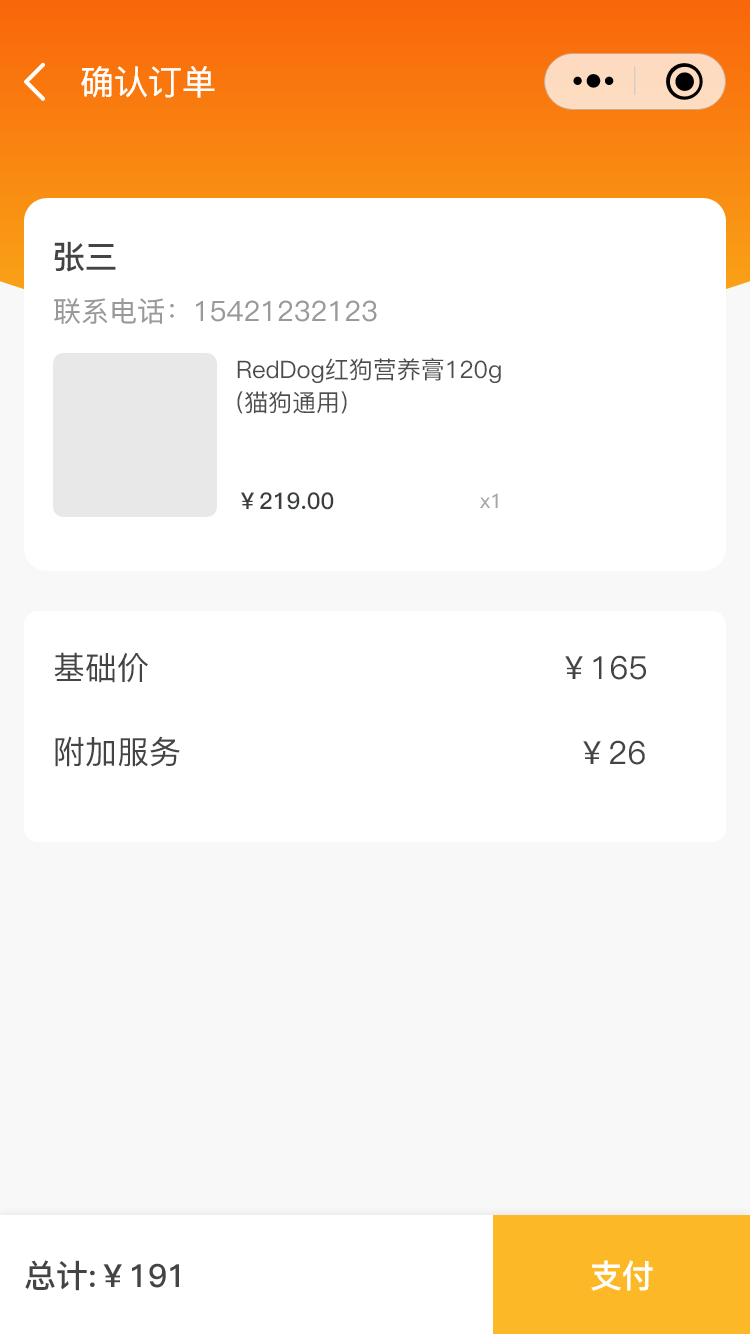 确认订单
张三
联系电话：15421232123
RedDog红狗营养膏120g
(猫狗通用)
¥219.00 x1
基础价 ¥165
附加服务 ¥26
总计:¥191 支付